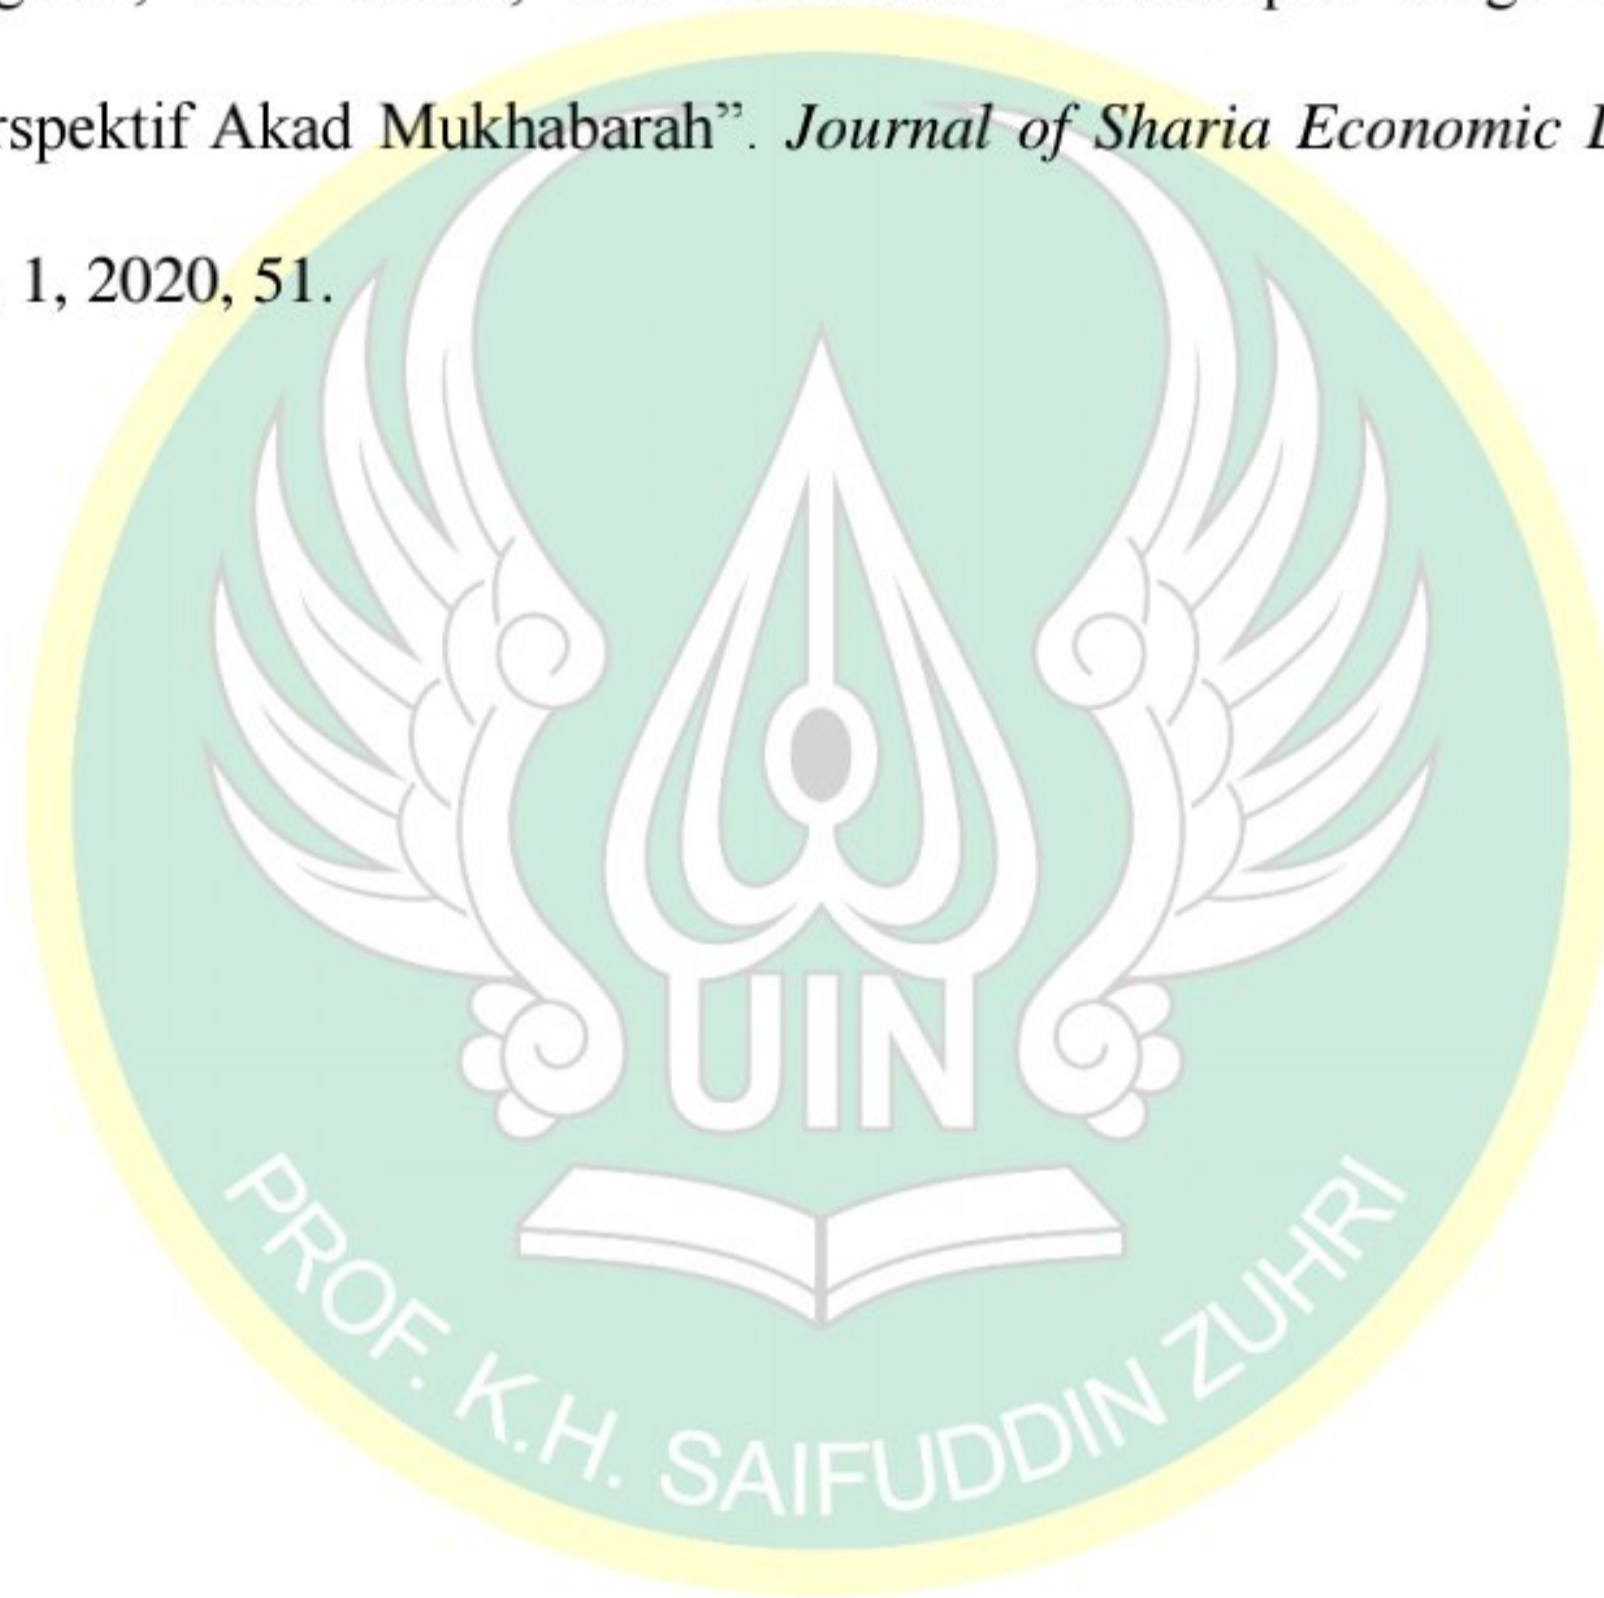 rspektif Akad Mukhabarah”. Journal of Sharia Economic
1, 2020, 51.
UIN
PROF. K.H. SAIFUDDIN ZUHRI